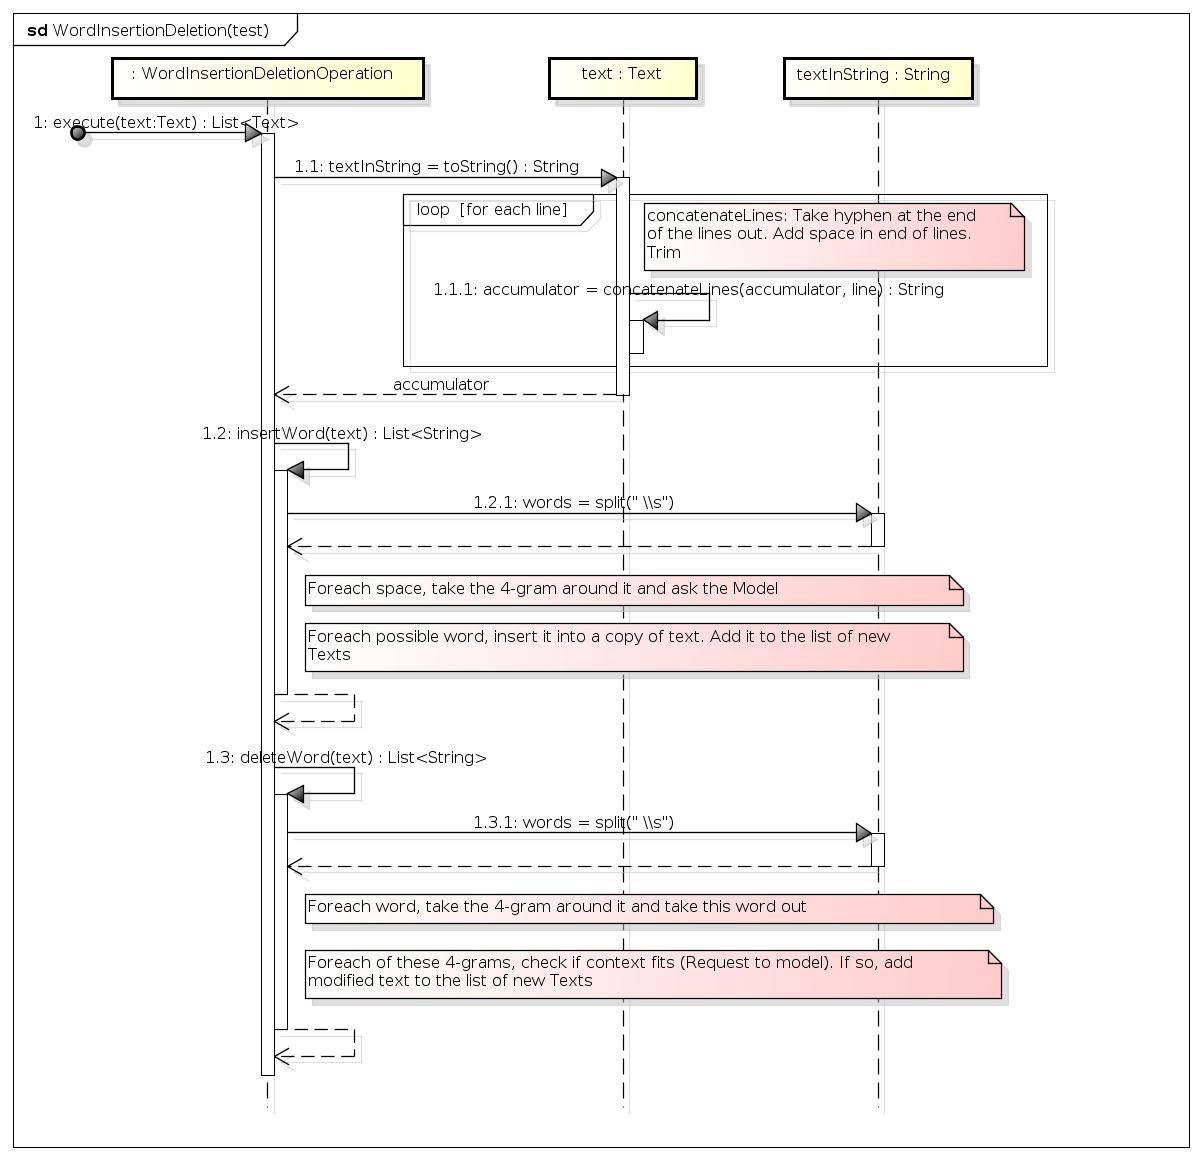 sd WordInsertionDeletion(test)
: WordInsertionDeletionOperation
text : Text
textInString : String
1: execute(text:Text) : List<Text>
1.1: textInString = toString() : String
loop [for each line]
concatenateLines: Take hyphen at the end
of the lines out. Add space in end of lines.
Trim
1.1.1: accumulator = concatenateLines(accumulator, line) : String
accumulator
1.2: insertWord(text) : List<String>
1.2.1: words = split(" \\s")
Foreach space, take the 4-gram around it and ask the Model
Foreach possible word, insert it into a copy of text. Add it to the list of new
Texts
1.3: deleteWord(text) : List<String>
1.3.1: words = split(" \\s")
Foreach word, take the 4-gram around it and take this word out
Foreach of these 4-grams, check if context fits (Request to model). If so, add
modified text to the list of new Texts